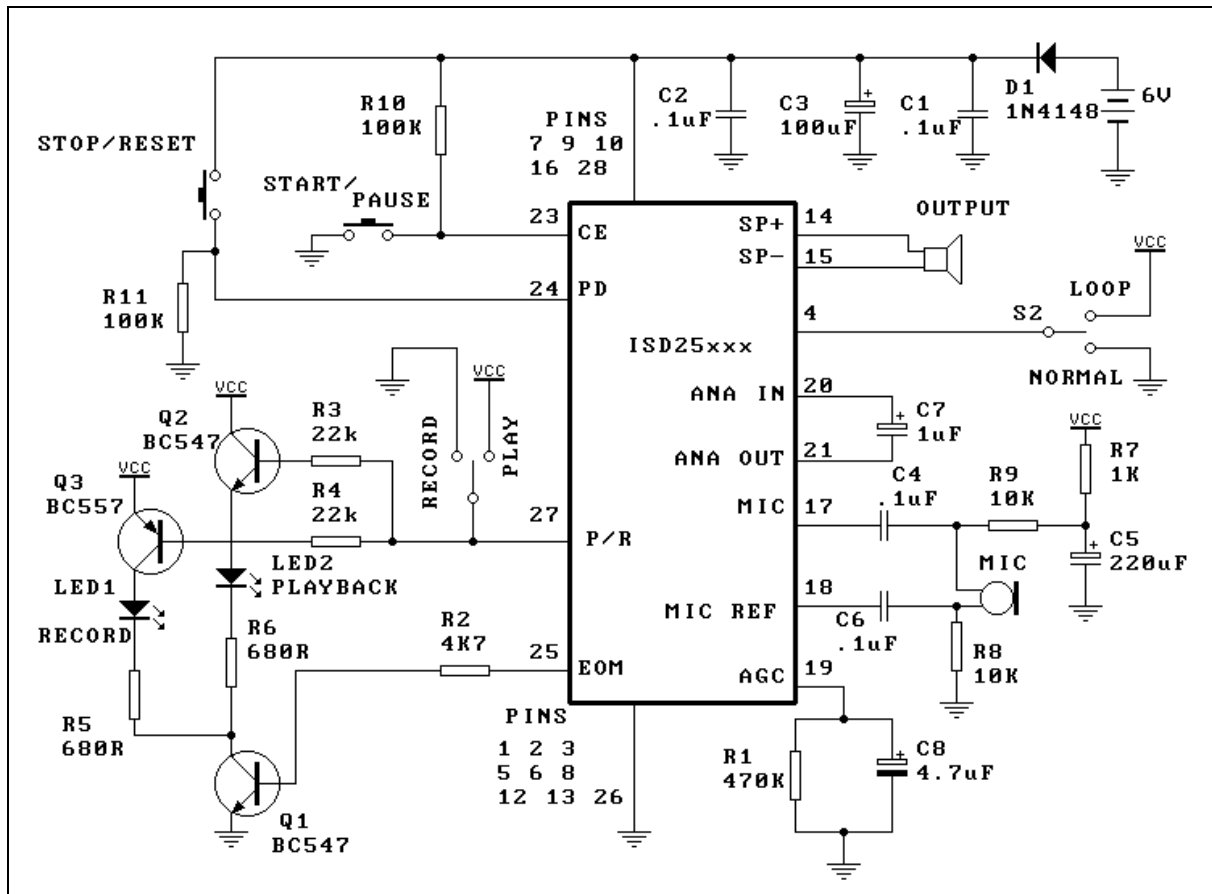 R10
100K
C2
.1uF
C3
+
100uF
C1
.1uF
D1
1N4148
6V
PINS
7 9 10
16 28
STOP/RESET
START/
PAUSE
23
CE
24
PD
R11
100K
SP+
14
SP-
15
OUTPUT
4
S2
VCC
LOOP
NORMAL
ISD25xxx
ANA IN
20
ANA OUT
21
+
C7
1uF
VCC
Q2
BC547
R3
22k
RECORD
VCC
PLAY
VCC
Q3
BC557
R4
22k
27
P/R
MIC
17
C4
.1uF
R9
10K
VCC
R7
1K
+
C5
220uF
MIC
LED1
RECORD
LED2
PLAYBACK
MIC REF
18
C6
.1uF
R8
10K
R6
680R
R2
4K7
25
EOM
AGC
19
R5
680R
PINS
1 2 3
5 6 8
12 13 26
R1
470K
+
C8
4.7uF
Q1
BC547